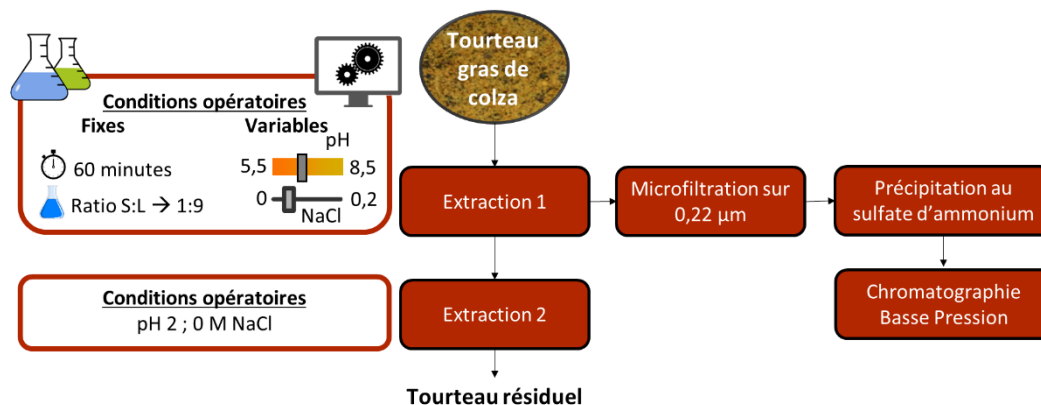 Tourteau
gras de
colza
Conditions opératoires
Fixes
Variables
pH
60 minutes
5,5
8,5
Ratio S:L → 1:9
0
0,2
NaCl
Extraction 1
Microfiltration sur
0,22 µm
Précipitation au
sulfate d’ammonium
Conditions opératoires
pH 2 ; 0 M NaCl
Extraction 2
Chromatographie
Basse Pression
Tourteau résiduel